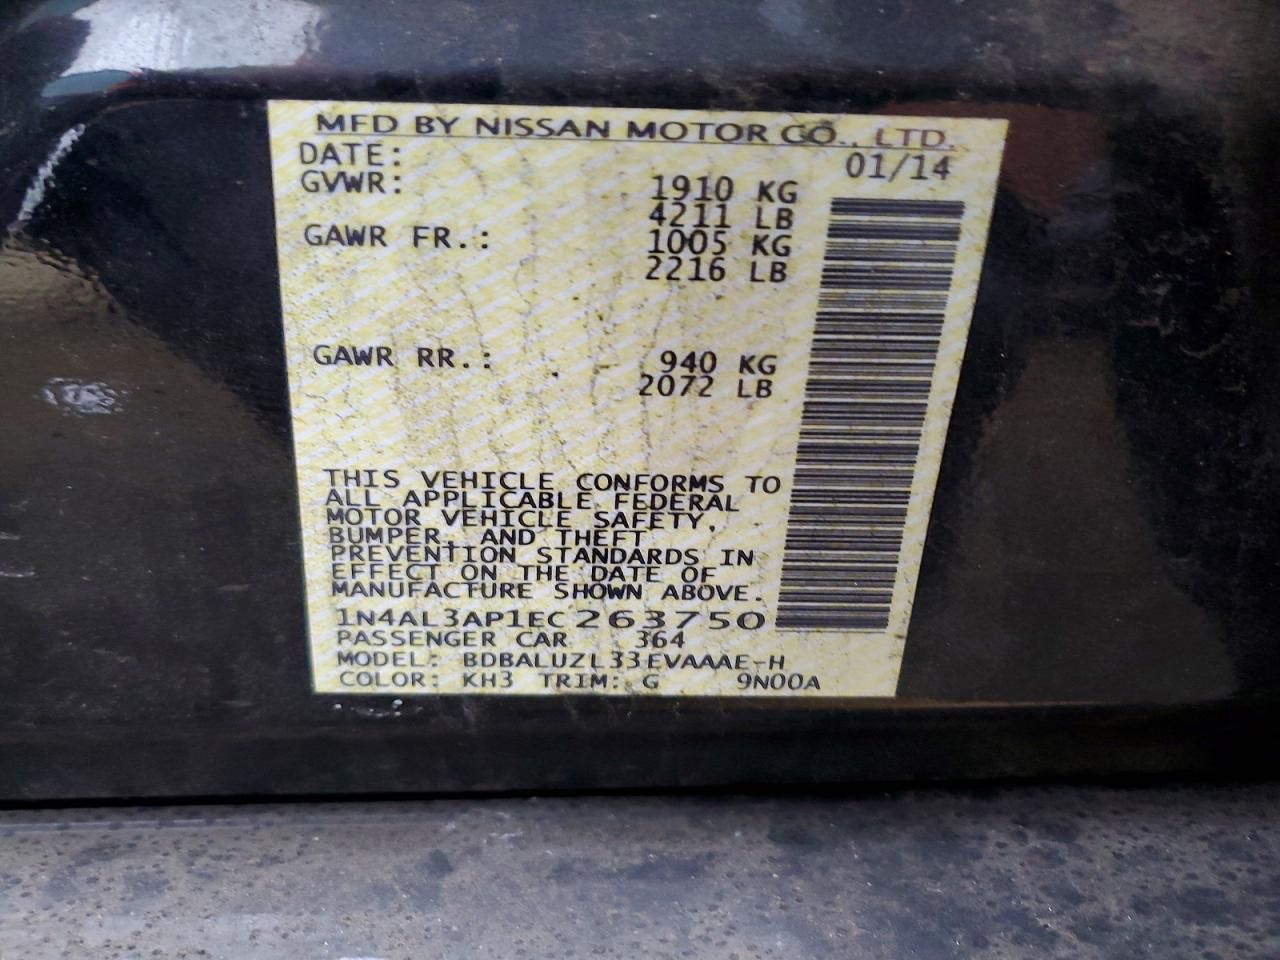 MFD BY NISSAN MOTOR CO., LTD.
DATE: 01/14
GVWR: 1910 KG
4211 LB
GAWR FR.: 1005 KG
2216 LB
GAWR RR.: 940 KG
2072 LB
THIS VEHICLE CONFORMS TO
ALL APPLICABLE FEDERAL
MOTOR VEHICLE SAFETY,
BUMPER, AND THEFT
PREVENTION STANDARDS IN
EFFECT ON THE DATE OF
MANUFACTURE SHOWN ABOVE.
1N4AL3AP1EC263750
PASSENGER CAR 364
MODEL: BDBALUZL33EVAAAE-H
COLOR: KH3 TRIM: G 9N00A